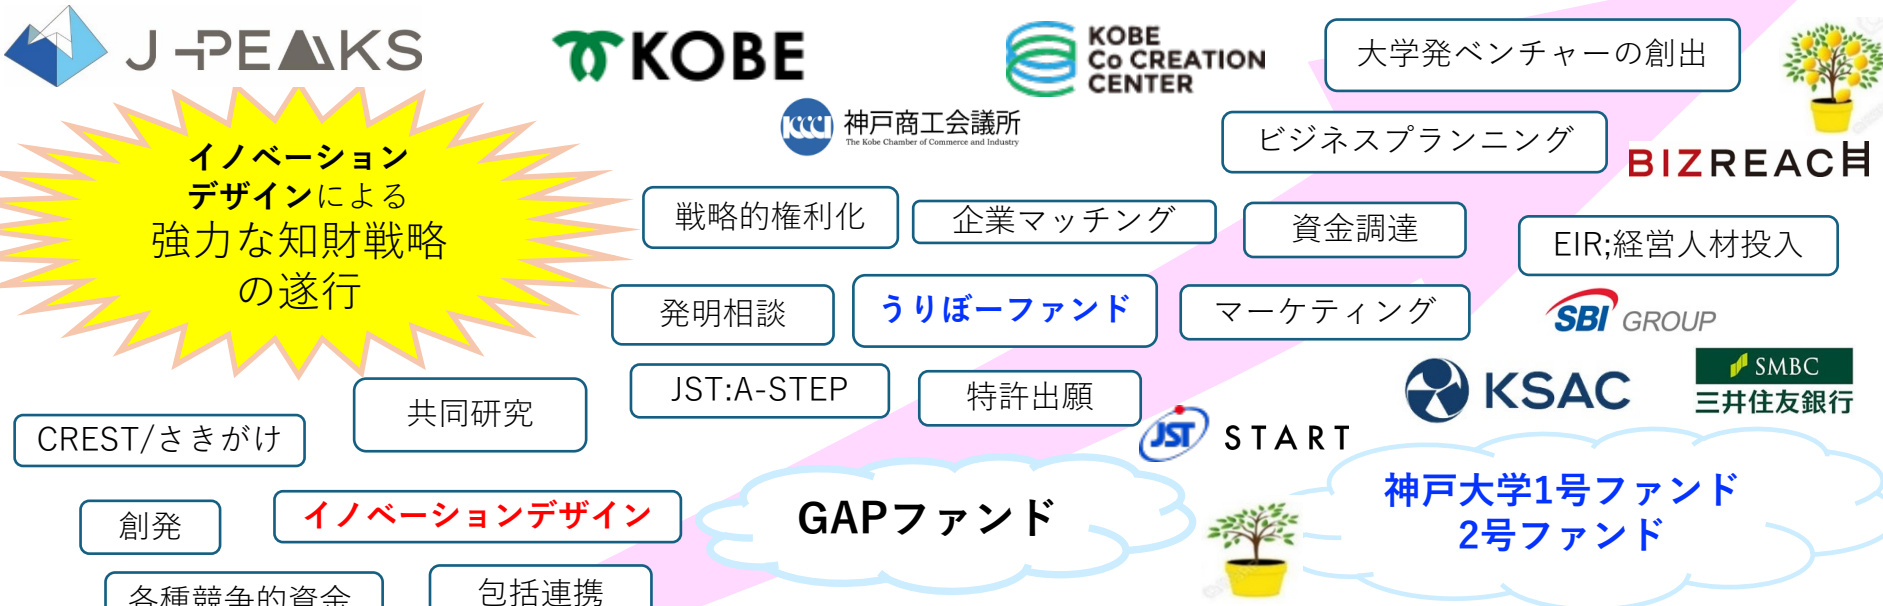 J-PEAKS
KOBE
KOBE
Co CREATION
CENTER
大学発ベンチャーの創出
神戸商工会議所
The Kobe Chamber of Commerce and Industry
ビジネスプランニング
BIZREACH
イノベーション
デザインによる
強力な知財戦略
の遂行
戦略的権利化
企業マッチング
資金調達
EIR;経営人材投入
発明相談
うりぼーファンド
マーケティング
SBI GROUP
JST:A-STEP
特許出願
KSAC
SMBC
三井住友銀行
共同研究
CREST/さきがけ
JST START
創発
イノベーションデザイン
GAPファンド
神戸大学1号ファンド
2号ファンド
各種競争的資金
包括連携